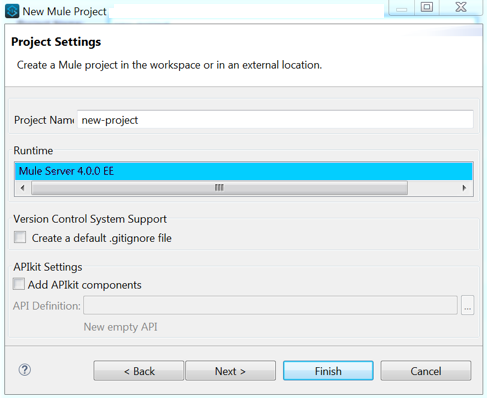 New Mule Project
Project Settings
Create a Mule project in the workspace or in an external location.
Project Name new-project
Runtime
Mule Server 4.0.0 EE
Version Control System Support
Create a default .gitignore file
APIkit Settings
Add APIkit components
API Definition: ...
New empty API
? < Back Next > Finish Cancel